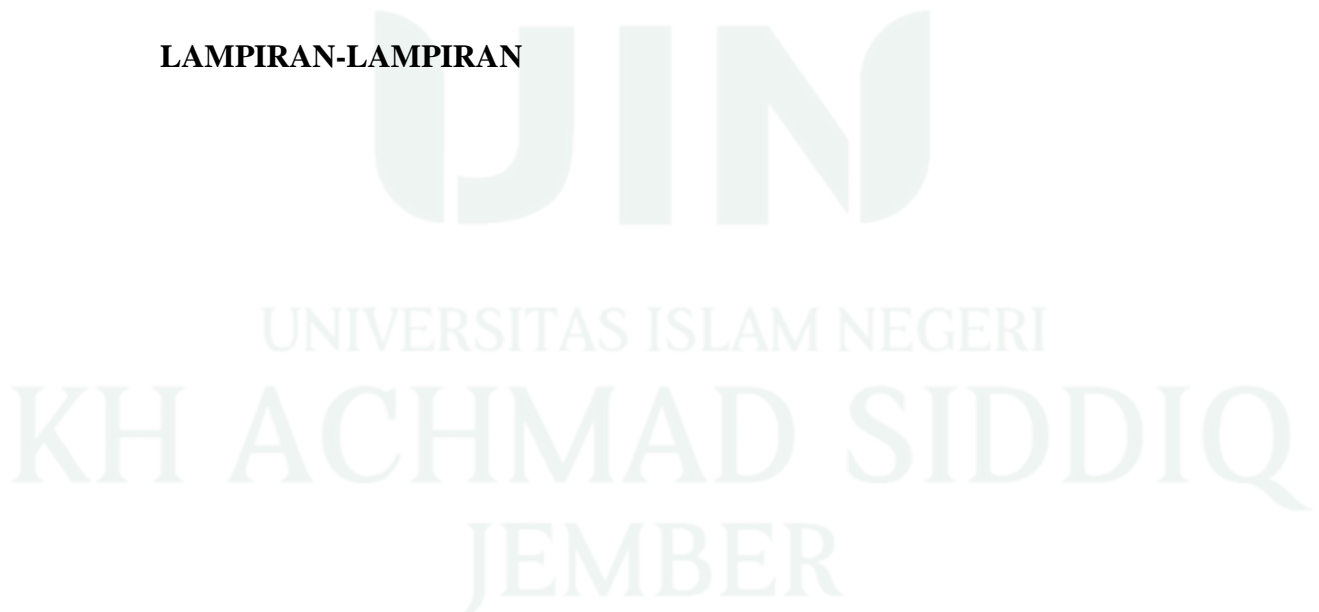 LAMPIRAN-LAMPIRAN
UIN
UNIVERSITAS ISLAM NEGERI
KH ACHMAD SIDDIQ
JEMBER